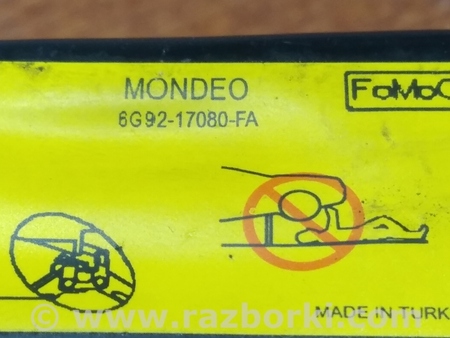 MONDEO
FoMoC
6G92-17080-FA
MADE IN TURK
© www.razborki.com